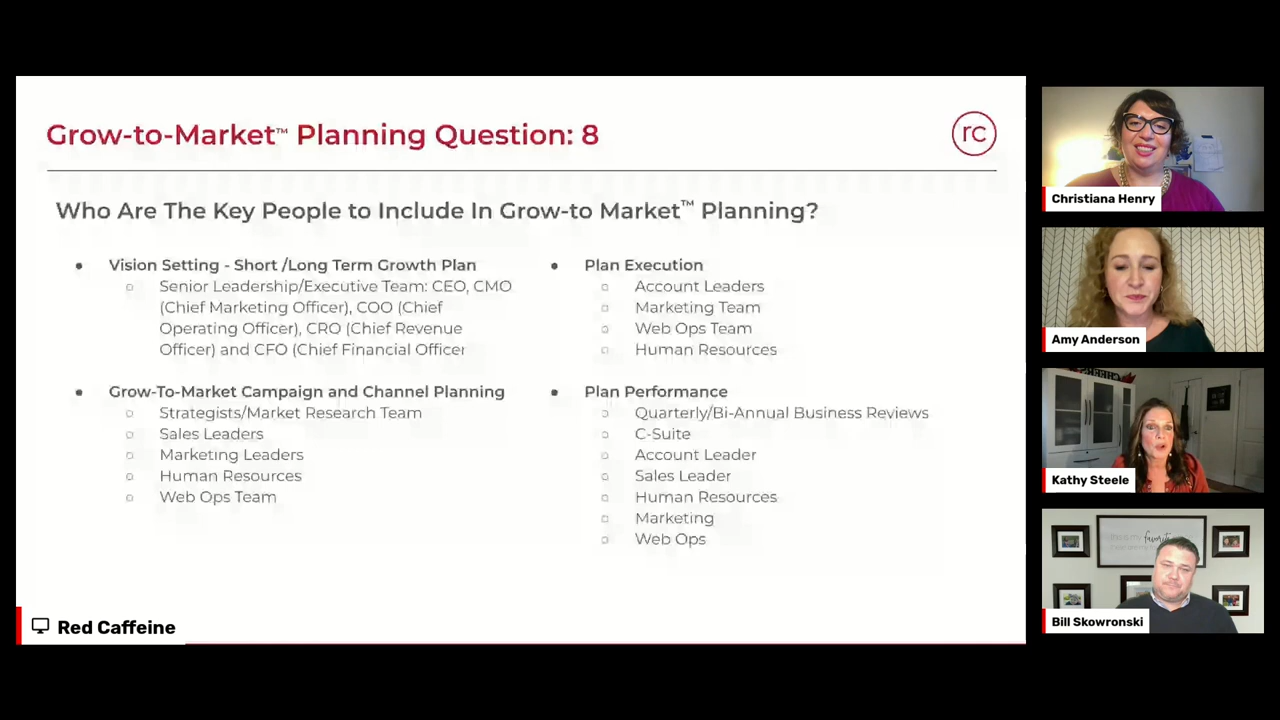 Grow-to-Market™ Planning Question: 8
rc
Who Are The Key People to Include In Grow-to Market™ Planning?
Vision Setting - Short /Long Term Growth Plan
Senior Leadership/Executive Team: CEO, CMO
(Chief Marketing Officer), COO (Chief
Operating Officer), CRO (Chief Revenue
Officer) and CFO (Chief Financial Officer
Grow-To-Market Campaign and Channel Planning
Strategists/Market Research Team
Sales Leaders
Marketing Leaders
Human Resources
Web Ops Team
Plan Execution
Account Leaders
Marketing Team
Web Ops Team
Human Resources
Plan Performance
Quarterly/Bi-Annual Business Reviews
C-Suite
Account Leader
Sales Leader
Human Resources
Marketing
Web Ops
Red Caffeine
Christiana Henry
Amy Anderson
Kathy Steele
favorite
Bill Skowronski